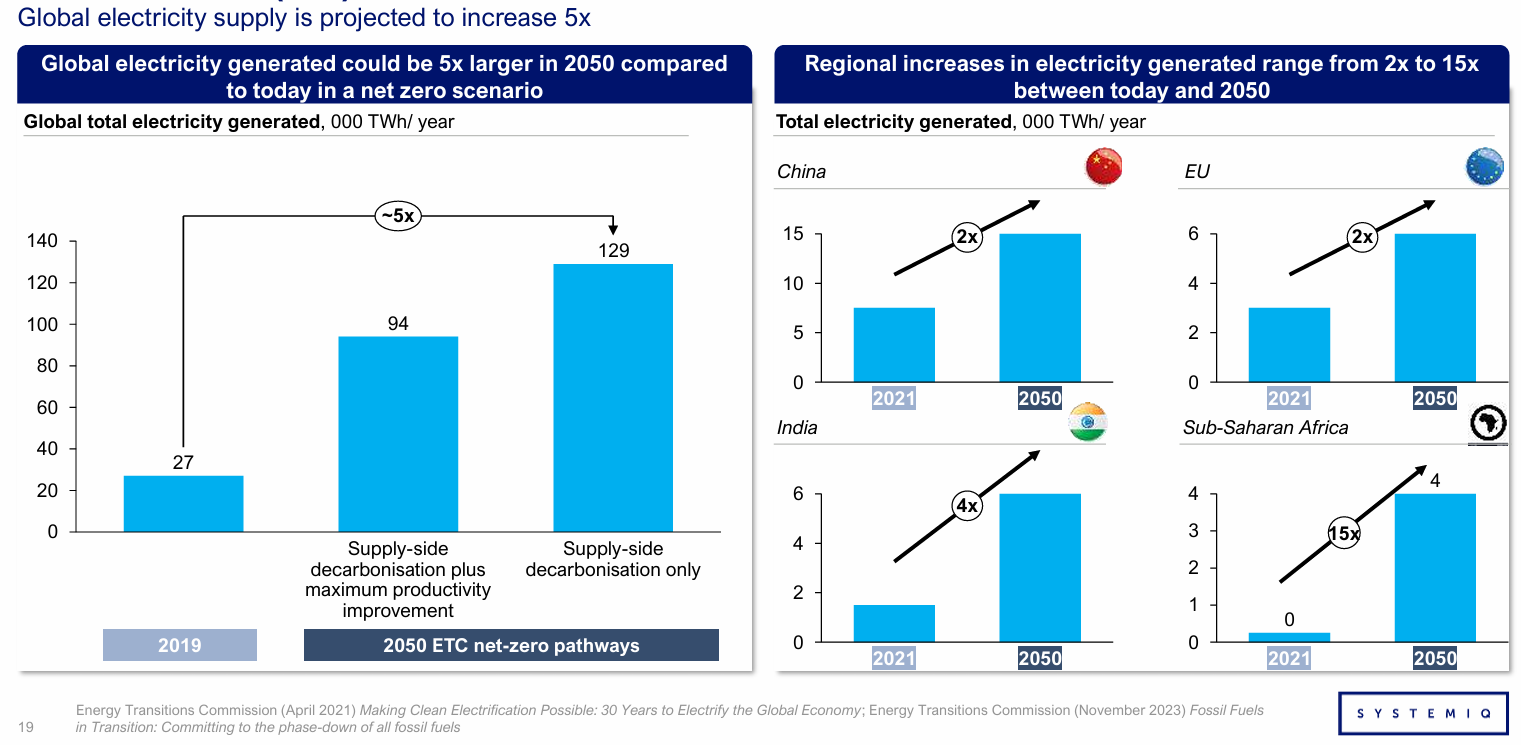 Global electricity supply is projected to increase 5x
Global electricity generated could be 5x larger in 2050 compared
to today in a net zero scenario
Global total electricity generated, 000 TWh/ year
~5x
140
120
100
80
60
40
20
0
27
94
129
Supply-side
decarbonisation plus
maximum productivity
improvement
Supply-side
decarbonisation only
2019
2050 ETC net-zero pathways
Regional increases in electricity generated range from 2x to 15x
between today and 2050
Total electricity generated, 000 TWh/ year
China
2x
15
10
5
0
2021
2050
EU
2x
6
4
2
0
2021
2050
India
4x
6
4
2
0
2021
2050
Sub-Saharan Africa
15x
4
3
2
1
0
0
4
2021
2050
Energy Transitions Commission (April 2021) Making Clean Electrification Possible: 30 Years to Electrify the Global Economy; Energy Transitions Commission (November 2023) Fossil Fuels
in Transition: Committing to the phase-down of all fossil fuels
19
SYSTEMIQ